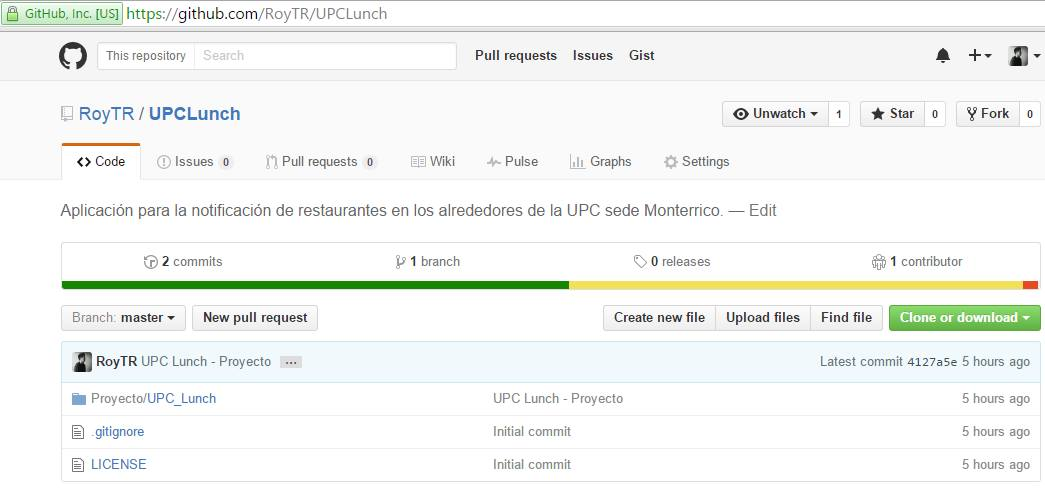 GitHub, Inc. [US] https://github.com/RoyTR/UPCLunch
This repository Search Pull requests Issues Gist
RoyTR / UPCLunch Unwatch 1 Star 0 Fork 0
Code Issues 0 Pull requests 0 Wiki Pulse Graphs Settings
Aplicación para la notificación de restaurantes en los alrededores de la UPC sede Monterrico. — Edit
2 commits 1 branch 0 releases 1 contributor
Branch: master New pull request Create new file Upload files Find file Clone or download
RoyTR UPC Lunch - Proyecto … Latest commit 4127a5e 5 hours ago
Proyecto/UPC_Lunch UPC Lunch - Proyecto 5 hours ago
.gitignore Initial commit 5 hours ago
LICENSE Initial commit 5 hours ago